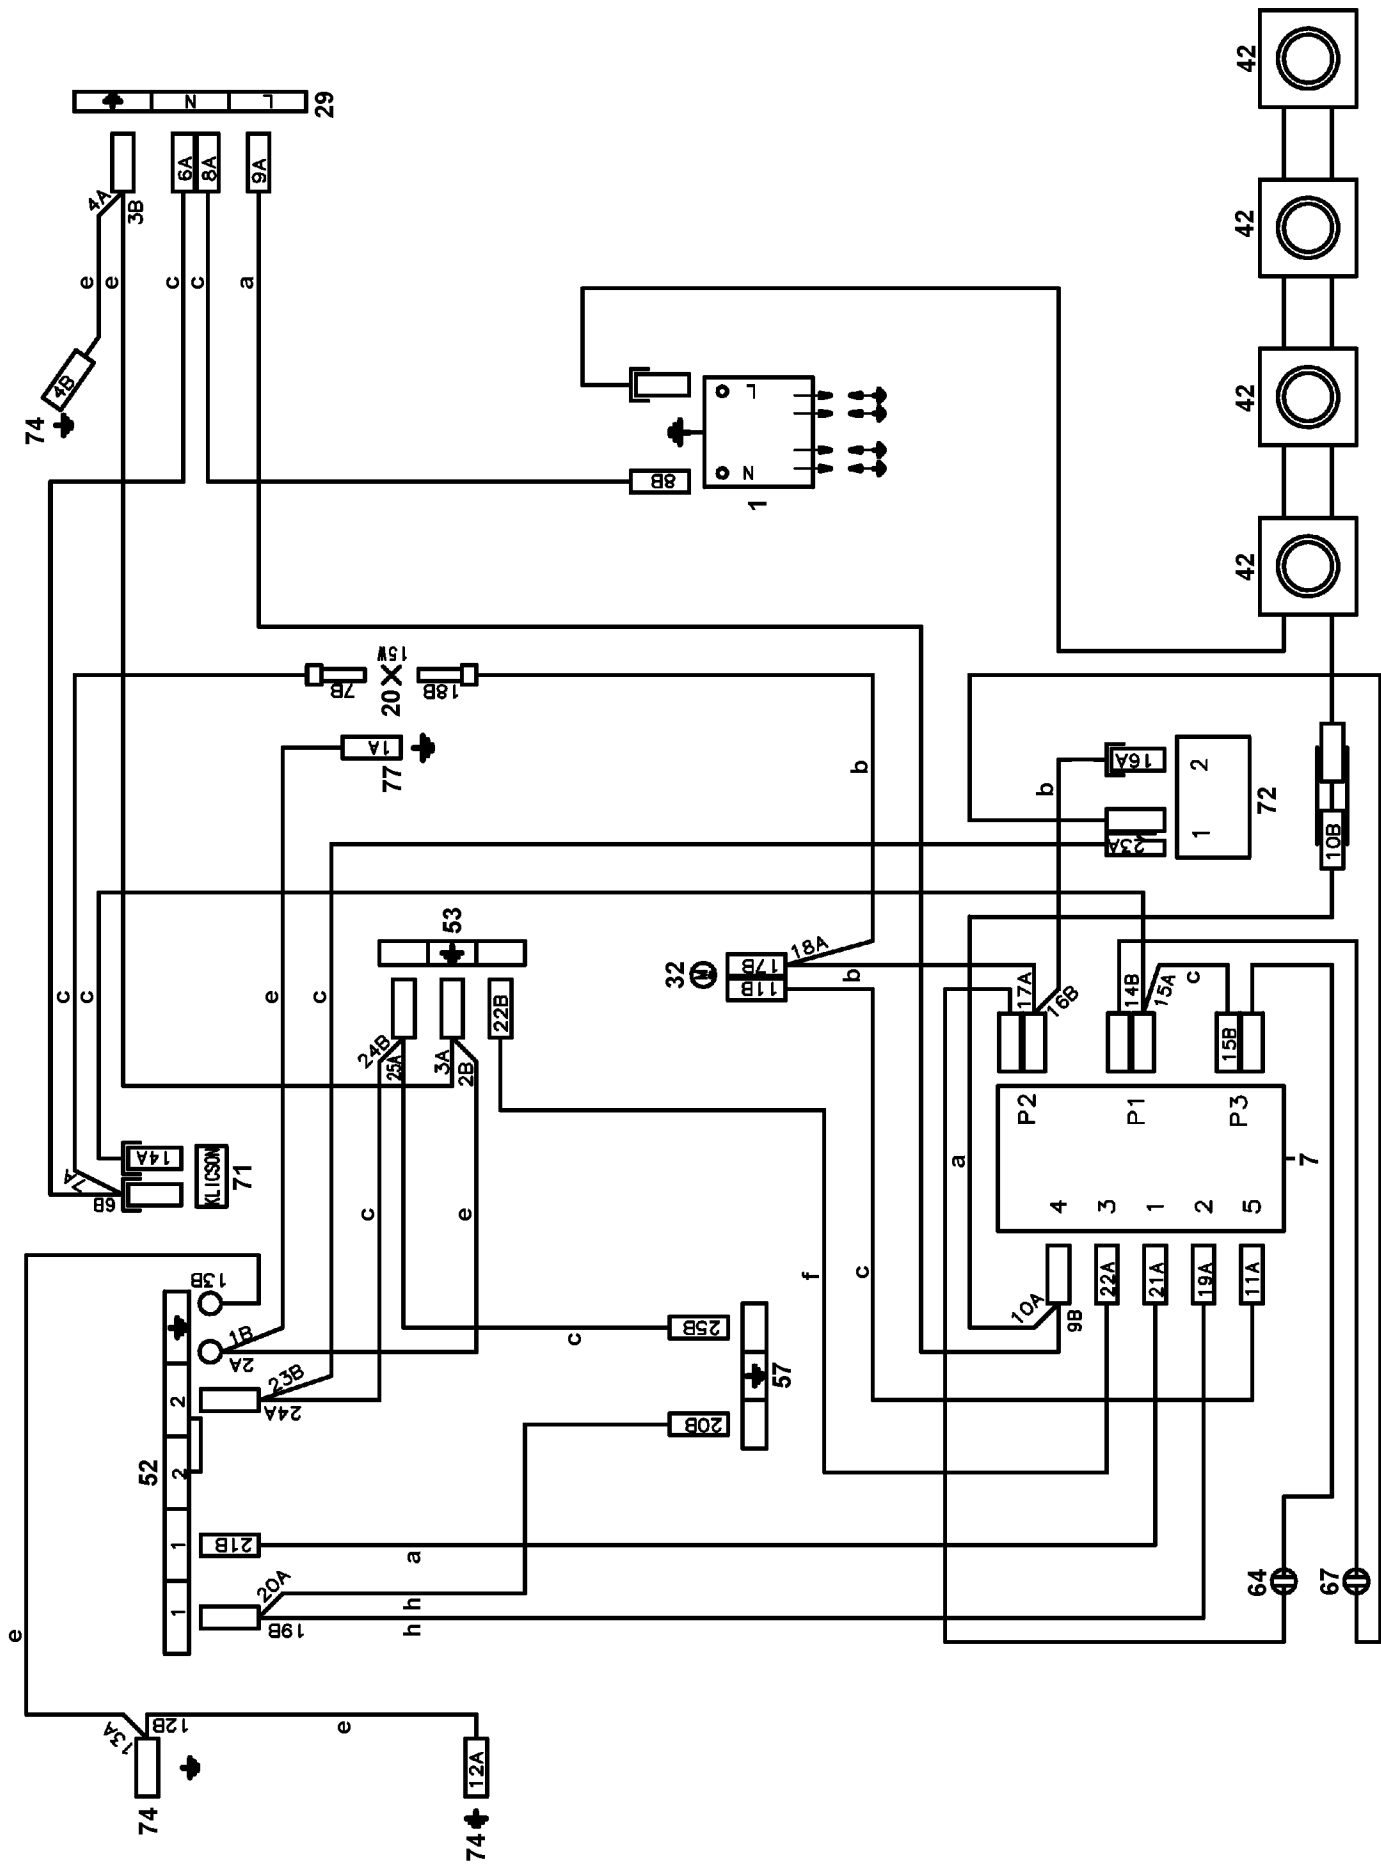 42
42
42
42
29
N
L
4A
3B
6A
8A
9A
e
e
c
c
a
4B
74
L
N
8B
1
15W
20
7B
18B
1A
77
b
b
16A
23A
1
2
72
10B
c
c
e
c
53
24B
25A
3A
2B
22B
32
M
17B
11B
18A
b
17A
16B
14B
15A
c
15B
P2
P1
P3
4
3
1
2
5
7
a
10A
9B
22A
21A
19A
11A
7A
6B
14A
KLICSON
71
c
e
f
c
13B
1B
2A
23B
24A
2
2
1
1
52
21B
20A
19B
a
h
h
c
25B
20B
57
64
67
e
13A
12B
e
12A
74
74